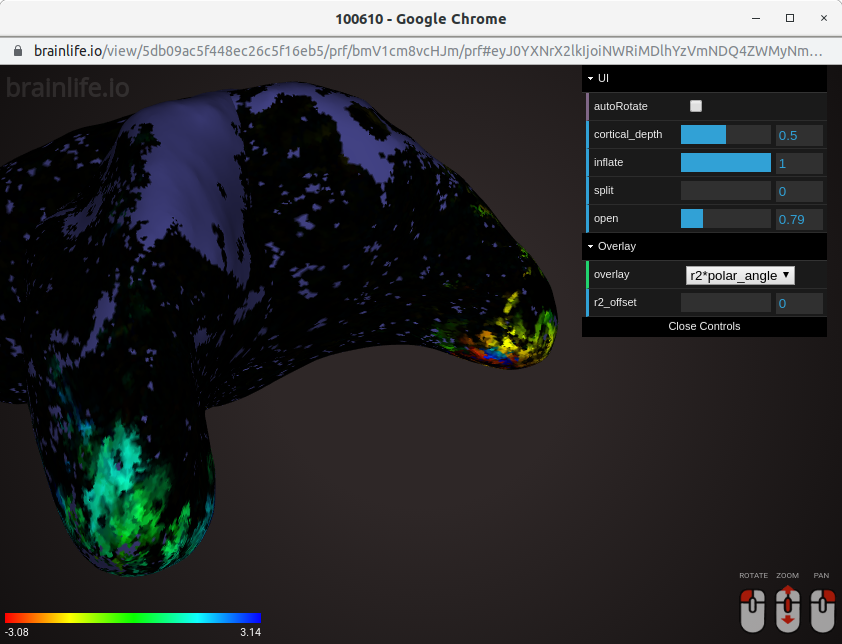 100610 - Google Chrome
brainlife.io/view/5db09ac5f448ec26c5f16eb5/prf/bmV1cm8vcHJm/prf#eyJ0YXNrX2lkIjoiNWRiMDlhYzVmNDQ4ZWMyNm…
brainlife.io
UI
autoRotate
cortical_depth 0.5
inflate 1
split 0
open 0.79
Overlay
overlay r2*polar_angle
r2_offset 0
Close Controls
ROTATE ZOOM PAN
-3.08 3.14